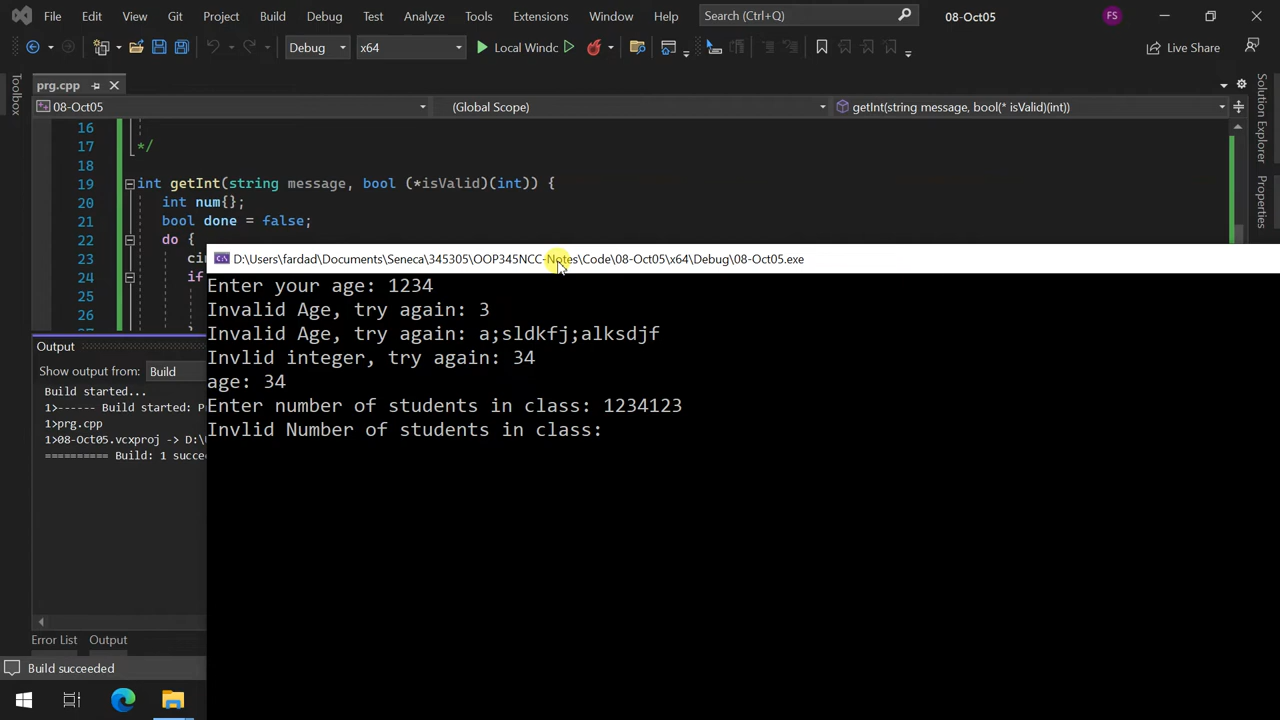 File Edit View Git Project Build Debug Test Analyze Tools Extensions Window Help Search (Ctrl+Q) 08-Oct05 FS
Debug x64 Local Windc Live Share
prg.cpp
08-Oct05 (Global Scope) getInt(string message, bool(* isValid)(int))
Toolbox
Solution Explorer
Properties
16
17 */
18
19 int getInt(string message, bool (*isValid)(int)) {
20 int num{};
21 bool done = false;
22 do {
23 ci
24 if
25
26
27
D:\Users\fardad\Documents\Seneca\345305\OOP345NCC-Notes\Code\08-Oct05\x64\Debug\08-Oct05.exe
Enter your age: 1234
Invalid Age, try again: 3
Invalid Age, try again: a;sldkfj;alksdjf
Invlid integer, try again: 34
age: 34
Enter number of students in class: 1234123
Invlid Number of students in class:
Output
Show output from: Build
Build started...
1>------ Build started: P
1>prg.cpp
1>08-Oct05.vcxproj -> D:\
========== Build: 1 succe
Error List Output
Build succeeded